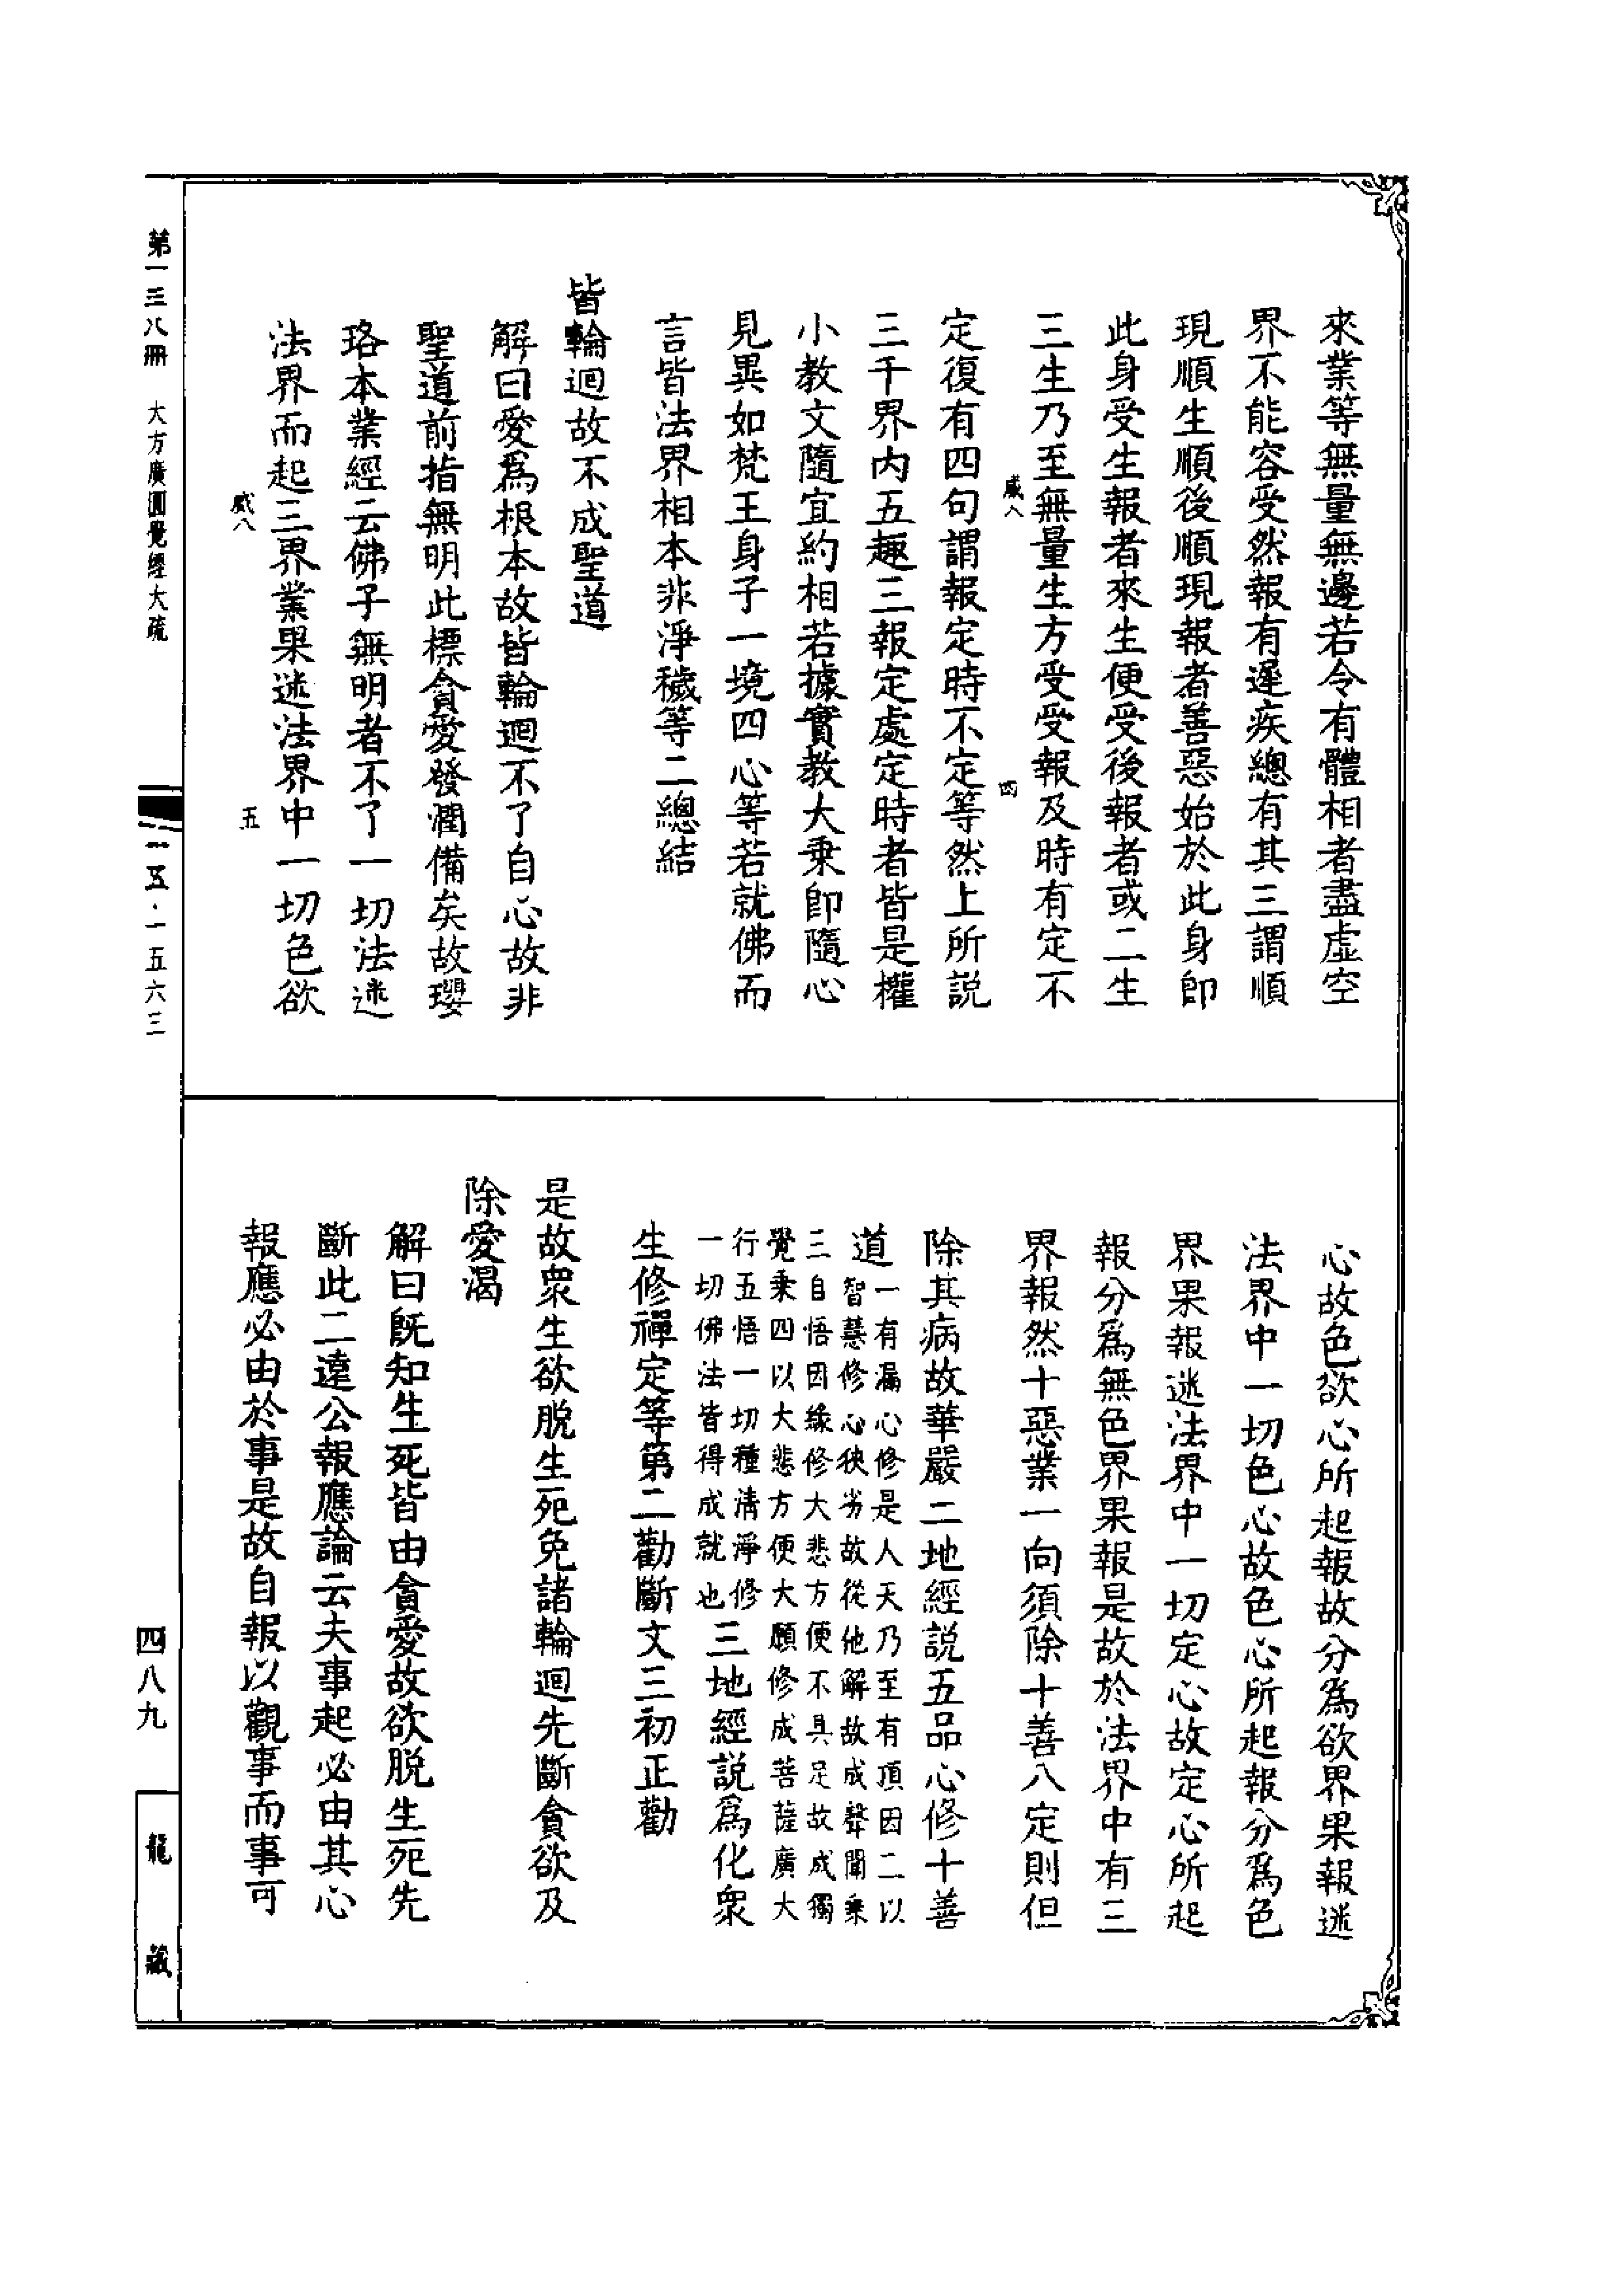 來業等無量無邊若令有體相者盡虛空
界不能容受然報有遲疾總有其三謂順
現順生順後順現報者善惡始於此身即
此身受生報者來生便受後報者或二生
三生乃至無量生方受受報及時有定不
咸八 四
定復有四句謂報定時不定等然上所説
三千界内五趣三報定處定時者皆是權
小教文隨宜約相若據實教大乗即隨心
見異如梵王身子一境四心等若就佛而
言皆法界相本非淨穢等二總結
皆輪迴故不成聖道
解曰愛爲根本故皆輪迴不了自心故非
聖道前指無明此標貪愛發潤備矣故瓔
珞本業經云佛子無明者不了一切法迷
法界而起三界業果迷法界中一切色欲
咸八 五
心故色欲心所起報故分爲欲界果報迷
法界中一切色心故色心所起報分爲色
界果報迷法界中一切定心故定心所起
報分爲無色界果報是故於法界中有三
界報然十惡業一向須除十善八定則但
除其病故華嚴二地經説五品心修十善
道一有漏心修是人天乃至有頂因二以
智慧修心狹劣故從他解故成聲聞乗
三自悟因緣修大悲方便不具足故成獨
覺乗四以大悲方便大願修成菩薩廣大
行五悟一切種清淨修
一切佛法皆得成就也三地經説爲化衆
生修禪定等第二勸斷文三初正勸
是故衆生欲脱生死免諸輪迴先斷貪欲及
除愛渴
解曰既知生死皆由貪愛故欲脱生死先
斷此二遠公報應論云夫事起必由其心
報應必由於事是故自報以觀事而事可
第一三八冊 大方廣圓覺經大疏
一五·一五六三
四八九
龍藏